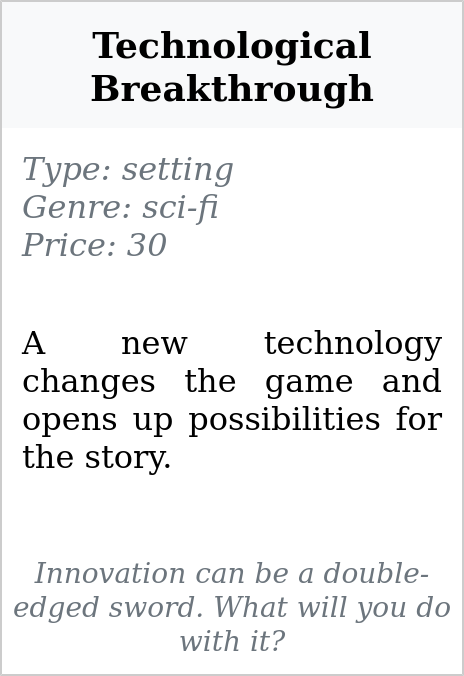 Technological
Breakthrough
Type: setting
Genre: sci-fi
Price: 30
A new technology
changes the game and
opens up possibilities for
the story.
Innovation can be a double-
edged sword. What will you do
with it?